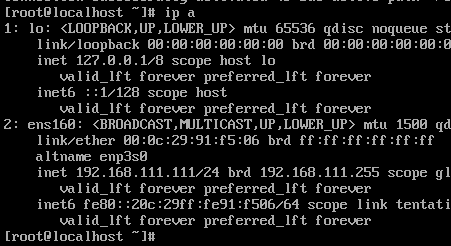 [root@localhost ~]# ip a
1: lo: <LOOPBACK,UP,LOWER_UP> mtu 65536 qdisc noqueue st
link/loopback 00:00:00:00:00:00 brd 00:00:00:00:00:0
inet 127.0.0.1/8 scope host lo
valid_lft forever preferred_lft forever
inet6 ::1/128 scope host
valid_lft forever preferred_lft forever
2: ens160: <BROADCAST,MULTICAST,UP,LOWER_UP> mtu 1500 qd
link/ether 00:0c:29:91:f5:06 brd ff:ff:ff:ff:ff:ff
altname enp3s0
inet 192.168.111.111/24 brd 192.168.111.255 scope gl
valid_lft forever preferred_lft forever
inet6 fe80::20c:29ff:fe91:f506/64 scope link tentati
valid_lft forever preferred_lft forever
[root@localhost ~]#